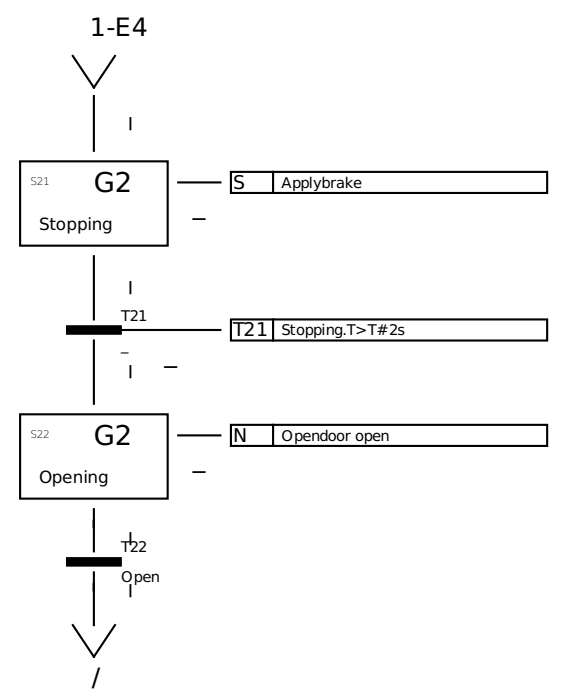 1-E4
S21 G2
Stopping
S Applybrake
T21
T21 Stopping.T>T#2s
S22 G2
Opening
N Opendoor open
T22
Open
/